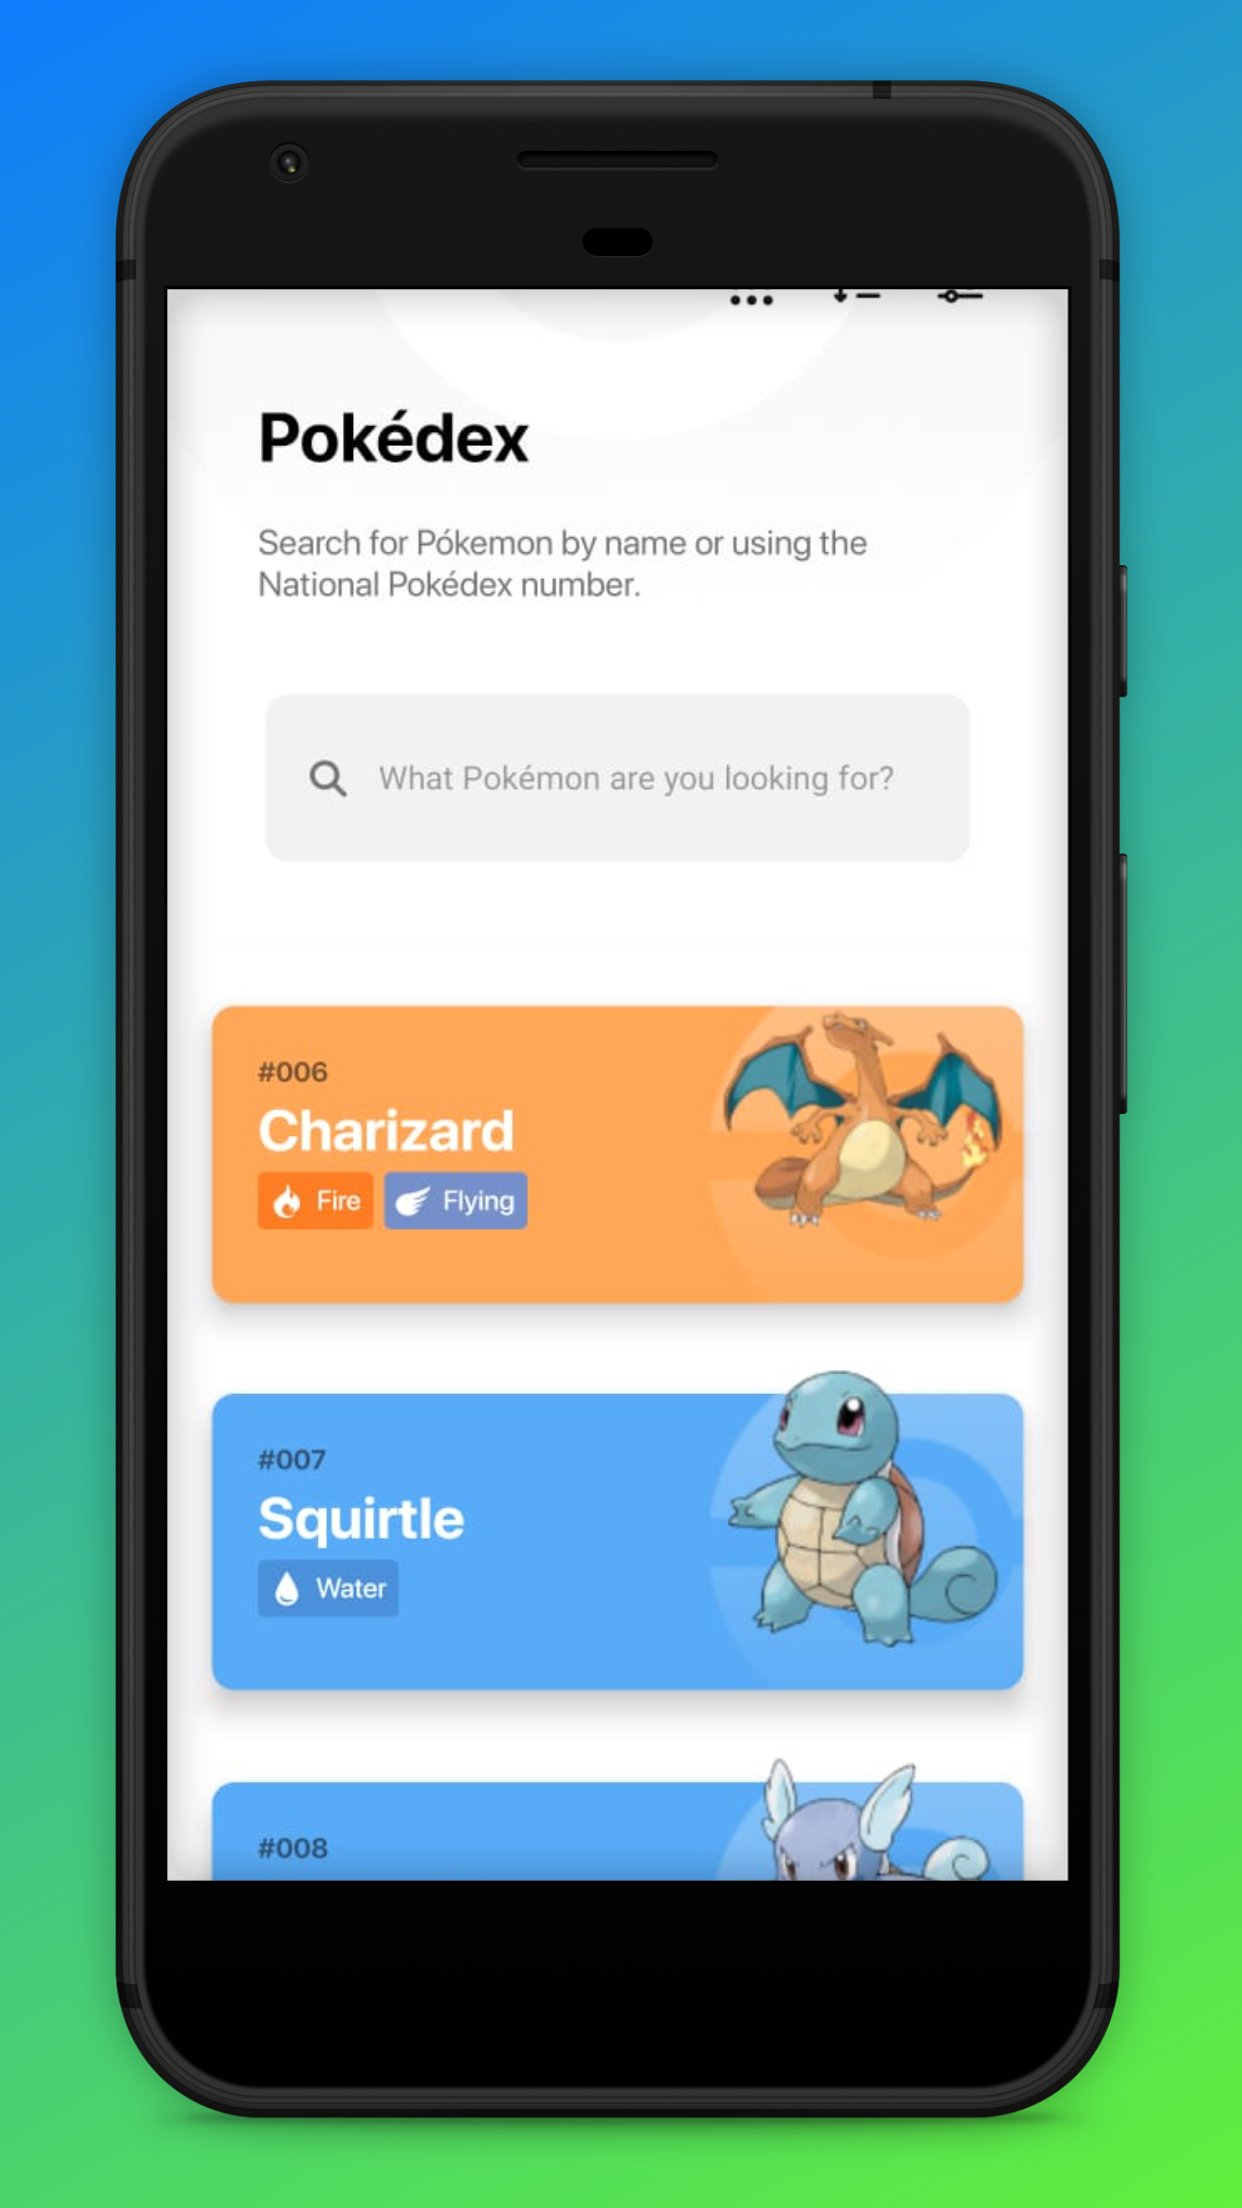 Pokédex
Search for Pókemon by name or using the
National Pokédex number.
What Pokémon are you looking for?
#006
Charizard
Fire Flying
#007
Squirtle
Water
#008